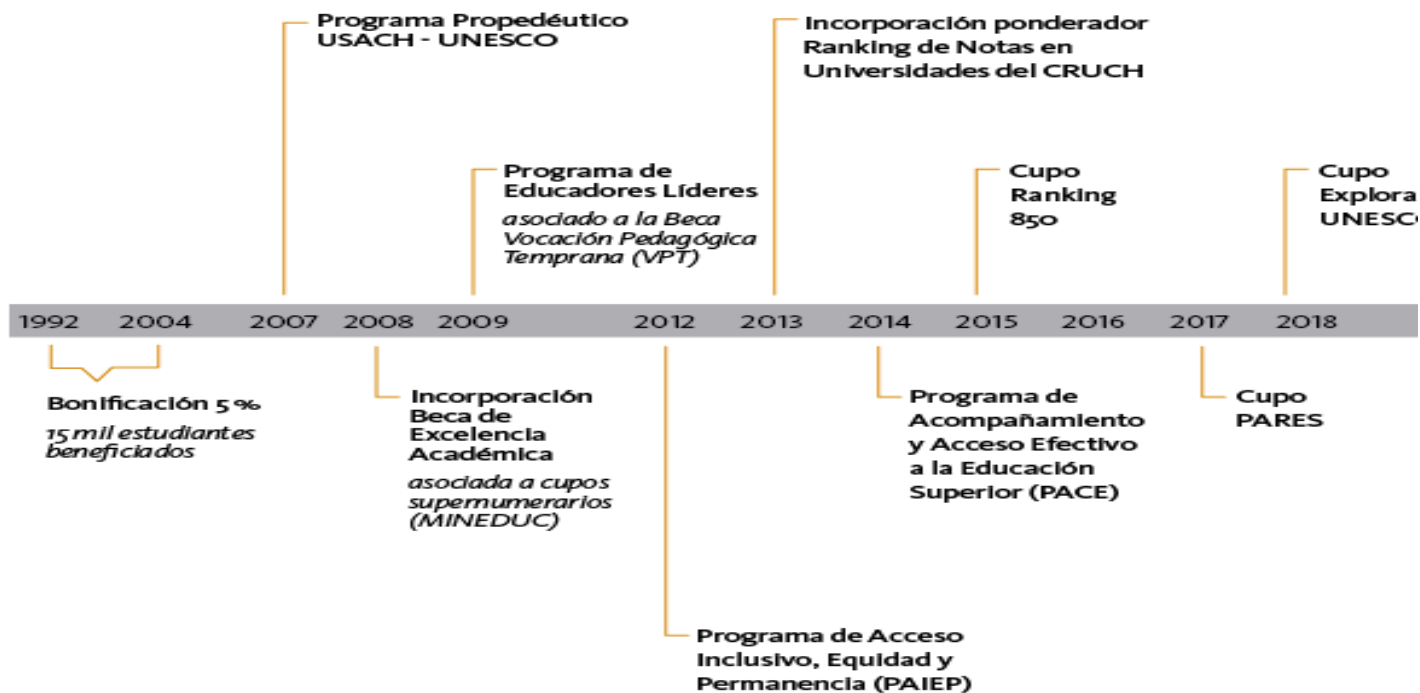 Programa Propedéutico
USACH - UNESCO
Incorporación ponderador
Ranking de Notas en
Universidades del CRUCH
Programa de
Educadores Líderes
asociado a la Beca
Vocación Pedagógica
Temprana (VPT)
Cupo
Ranking
850
Cupo
Explora
UNESCO
1992 2004 2007 2008 2009 2012 2013 2014 2015 2016 2017 2018
Bonificación 5%
15 mil estudiantes
beneficiados
Incorporación
Beca de
Excelencia
Académica
asociada a cupos
supernumerarios
(MINEDUC)
Programa de
Acompañamiento
y Acceso Efectivo
a la Educación
Superior (PACE)
Cupo
PARES
Programa de Acceso
Inclusivo, Equidad y
Permanencia (PAIEP)